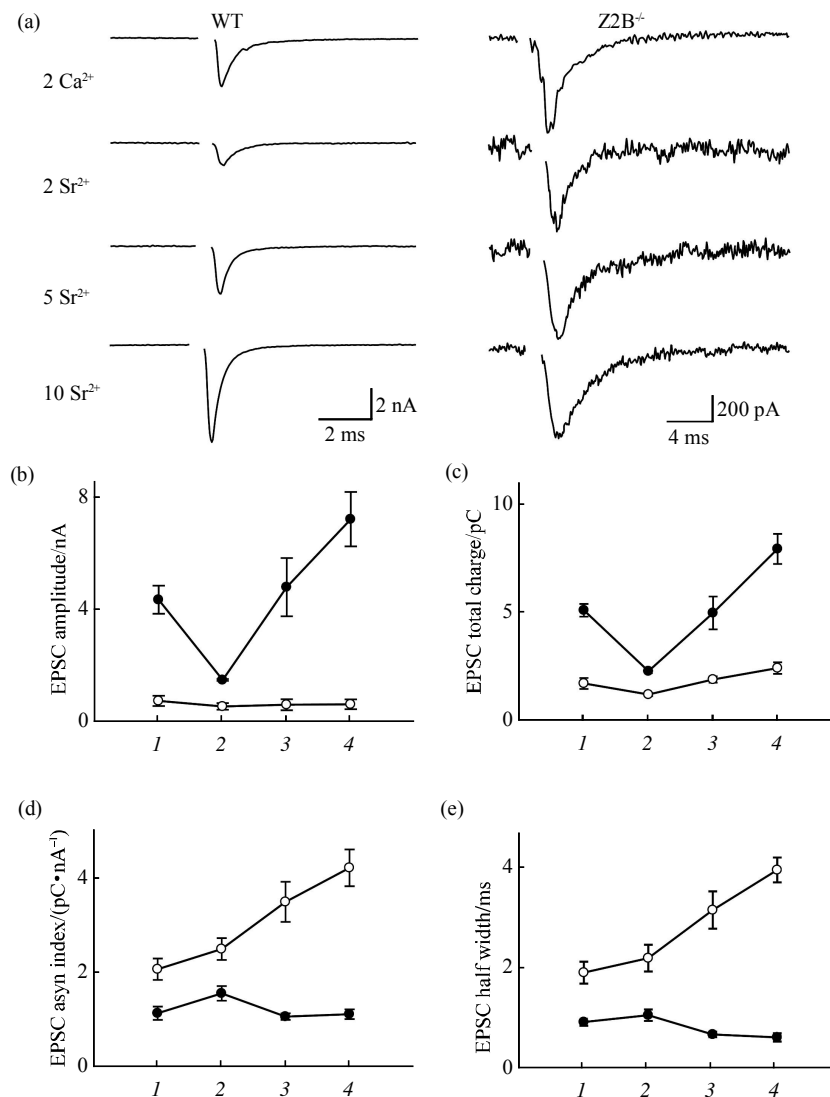 (a)
WT
Z2B⁻/⁻
2 Ca²⁺
2 Sr²⁺
5 Sr²⁺
10 Sr²⁺
2 nA
2 ms
200 pA
4 ms
(b)
EPSC amplitude/nA
8
4
0
1 2 3 4
(c)
EPSC total charge/pC
10
5
0
1 2 3 4
(d)
EPSC asyn index/(pC•nA⁻¹)
4
2
0
1 2 3 4
(e)
EPSC half width/ms
4
2
0
1 2 3 4